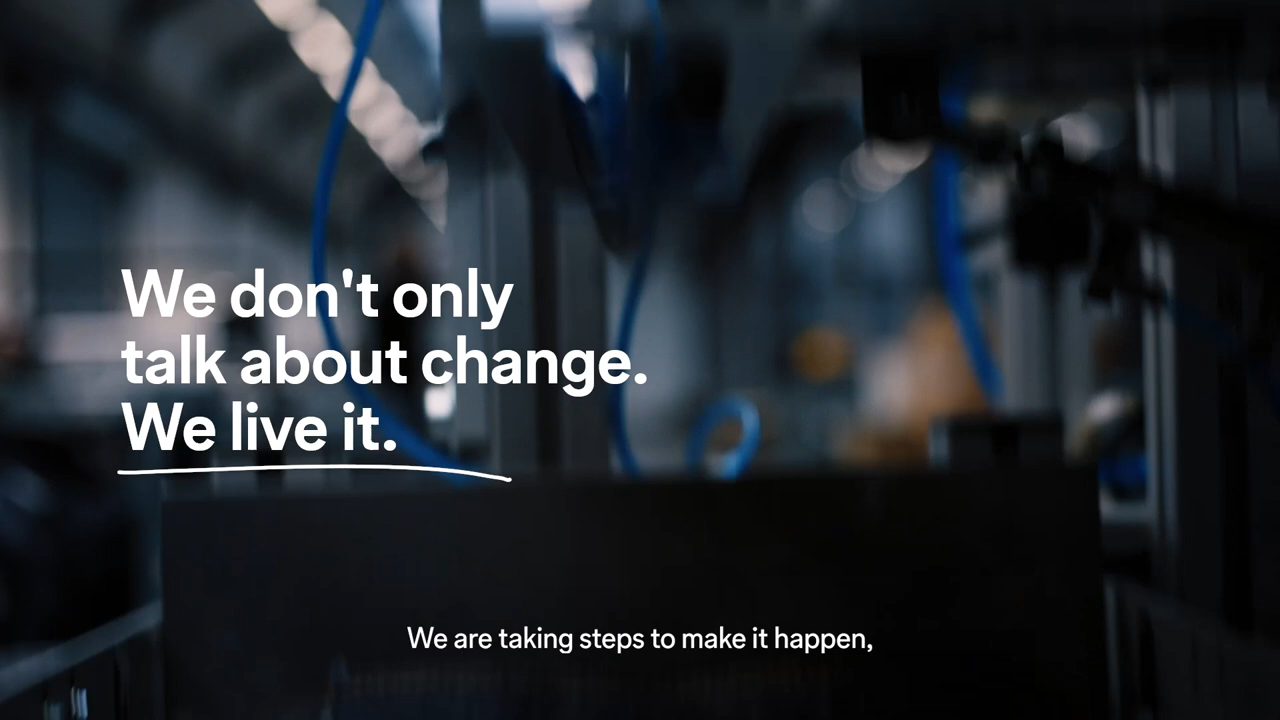 We don't only
talk about change.
We live it.
We are taking steps to make it happen,